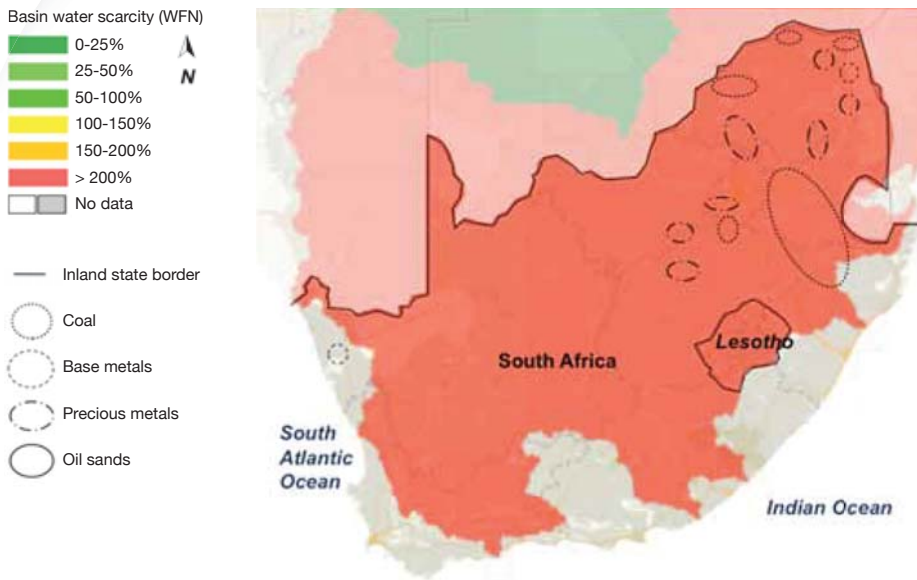 Basin water scarcity (WFN)
0-25%
25-50%
50-100%
100-150%
150-200%
> 200%
No data
N
Inland state border
Coal
Base metals
Precious metals
Oil sands
South Africa
Lesotho
South
Atlantic
Ocean
Indian Ocean